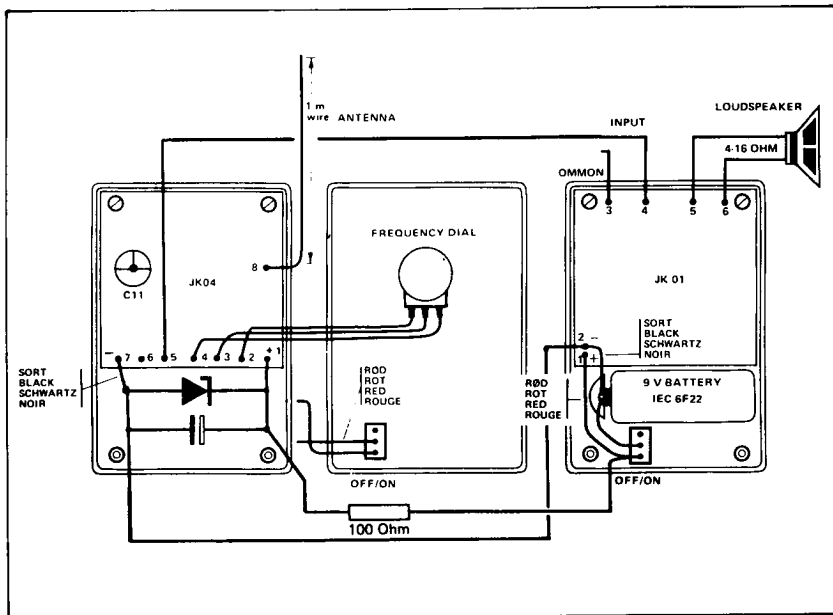 1 m
wire ANTENNA
LOUDSPEAKER
INPUT
4-16 OHM
OMMON
3 4 5 6
FREQUENCY DIAL
8
JK04
C11
JK 01
− 7 6 5 4 3 2 + 1
SORT
BLACK
SCHWARTZ
NOIR
RØD
ROT
RED
ROUGE
OFF/ON
100 Ohm
2 −
1 +
SORT
BLACK
SCHWARTZ
NOIR
RØD
ROT
RED
ROUGE
9 V BATTERY
IEC 6F22
OFF/ON